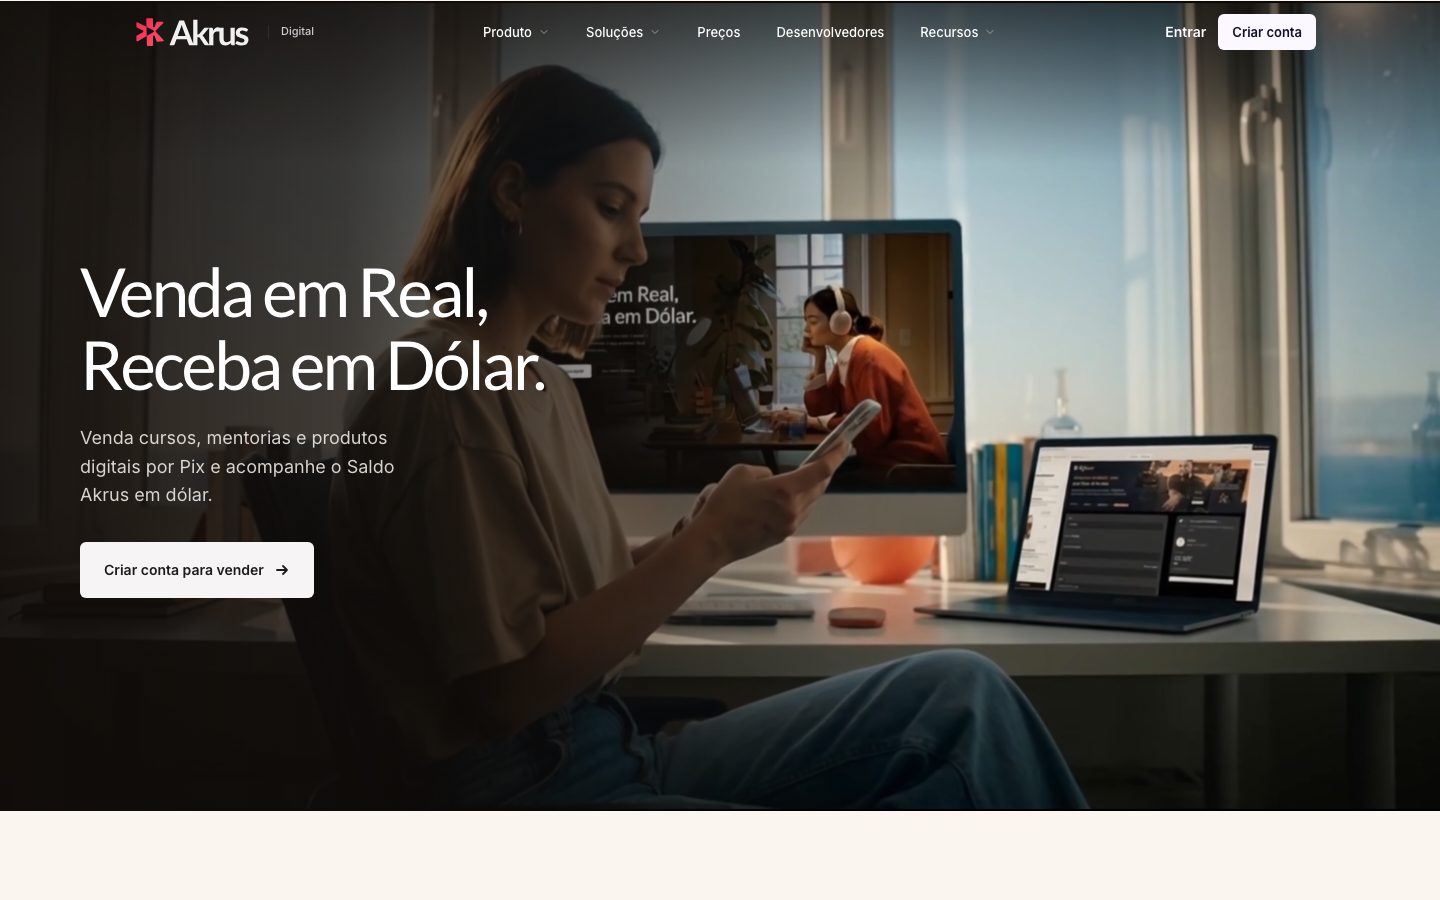 Akrus
Digital
Produto
Soluções
Preços
Desenvolvedores
Recursos
Entrar
Criar conta
Venda em Real,
Receba em Dólar.
Venda cursos, mentorias e produtos
digitais por Pix e acompanhe o Saldo
Akrus em dólar.
Criar conta para vender
em Real,
a em Dólar.